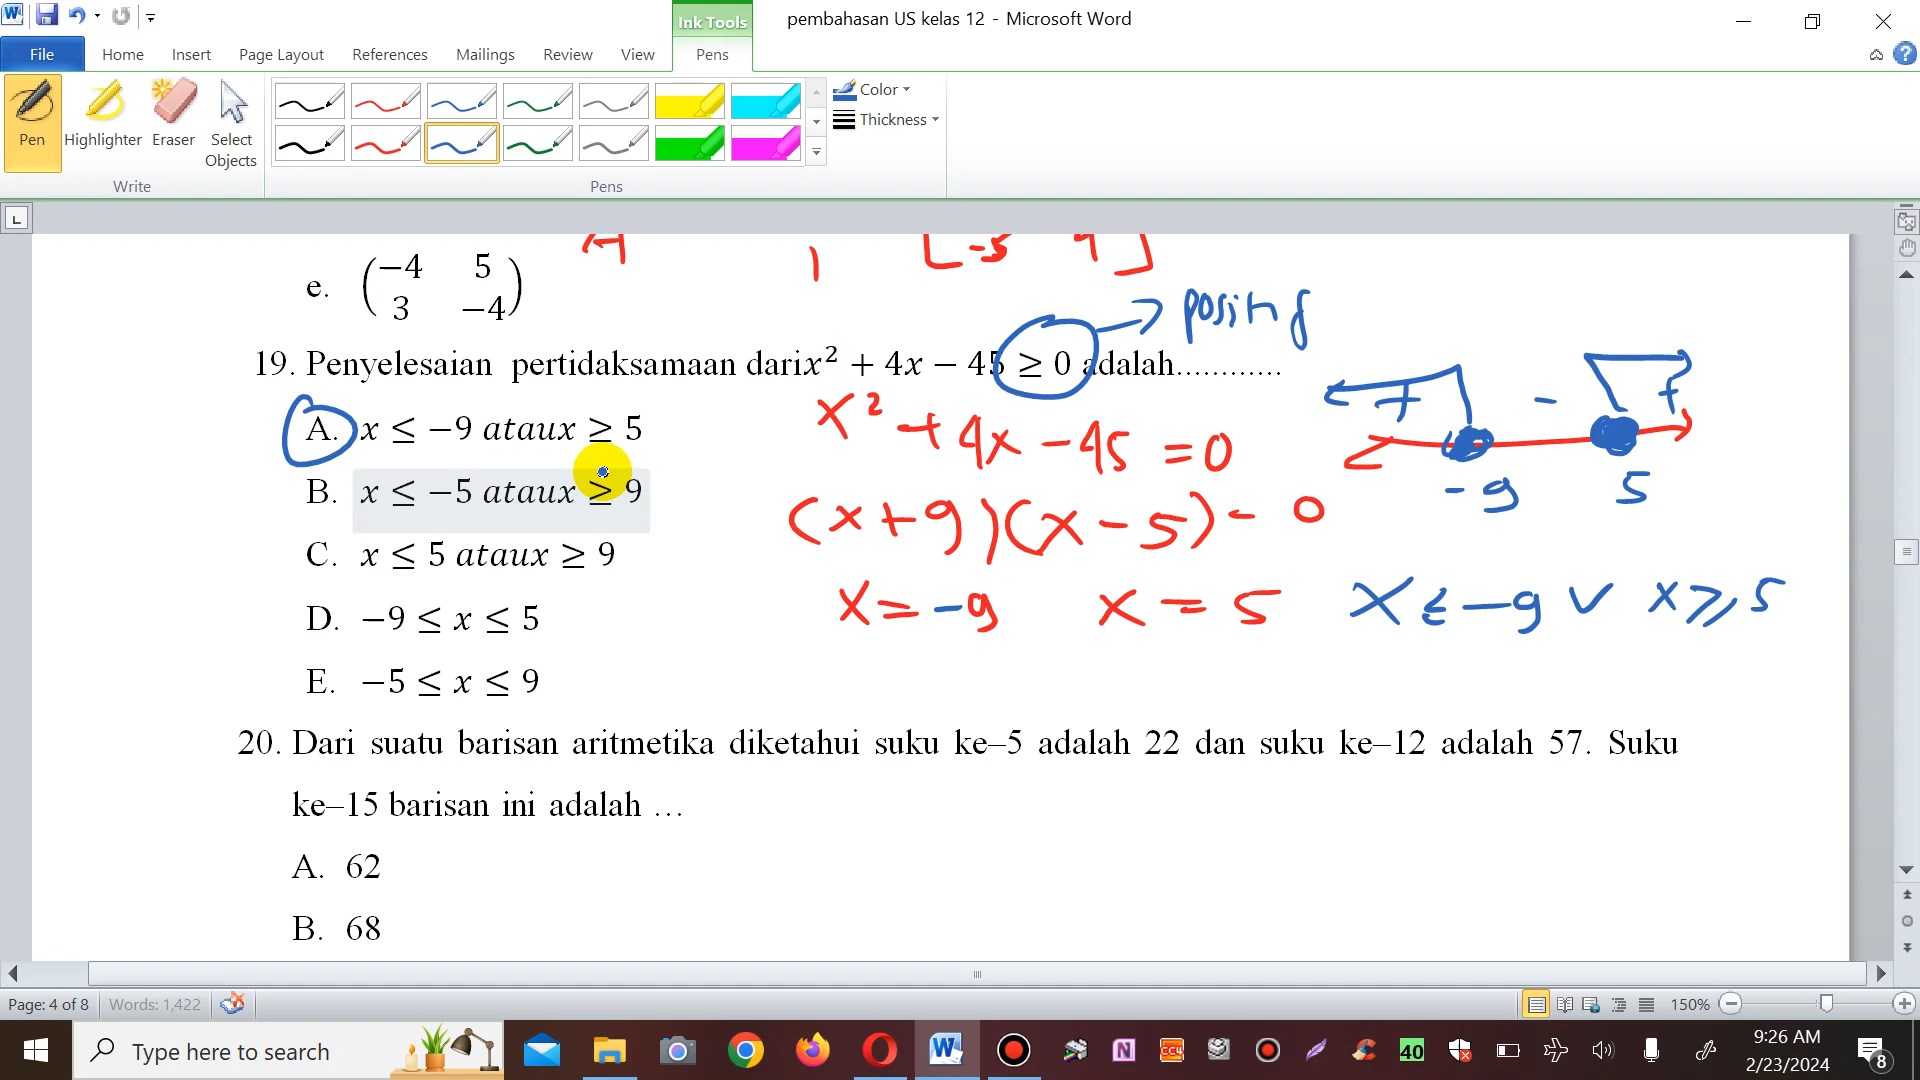 pembahasan US kelas 12 - Microsoft Word
Ink Tools
File Home Insert Page Layout References Mailings Review View Pens
Pen Highlighter Eraser Select Objects
Color
Thickness
Write Pens
e. (−4 5
3 −4)
1 [ -5 4 ]
→ positif
19. Penyelesaian pertidaksamaan darix² + 4x − 45 ≥ 0 adalah............
A. x ≤ −9 ataux ≥ 5
B. x ≤ −5 ataux ≥ 9
C. x ≤ 5 ataux ≥ 9
D. −9 ≤ x ≤ 5
E. −5 ≤ x ≤ 9
x² + 4x - 45 = 0
(x + 9)(x - 5) - 0
x = -9 x = 5
+ - +
-9 5
x ≤ -9 ∨ x ≥ 5
20. Dari suatu barisan aritmetika diketahui suku ke–5 adalah 22 dan suku ke–12 adalah 57. Suku
ke–15 barisan ini adalah …
A. 62
B. 68
Page: 4 of 8 Words: 1,422 150%
Type here to search
40
9:26 AM
2/23/2024
8